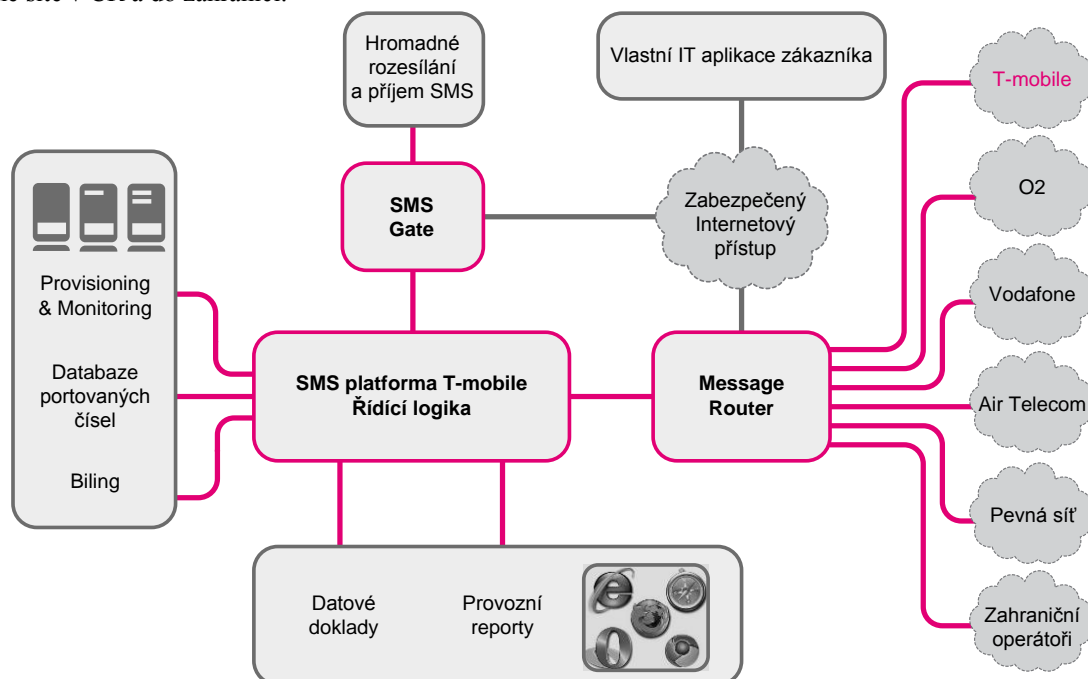 Hromadné
rozesílání
a příjem SMS
Vlastní IT aplikace zákazníka
T-mobile
SMS
Gate
Zabezpečený
Internetový
přístup
O2
Provisioning
& Monitoring
Vodafone
Databaze
portovaných
čísel
SMS platforma T-mobile
Řídící logika
Message
Router
Air Telecom
Biling
Pevná síť
Datové
doklady
Provozní
reporty
Zahraniční
operátoři